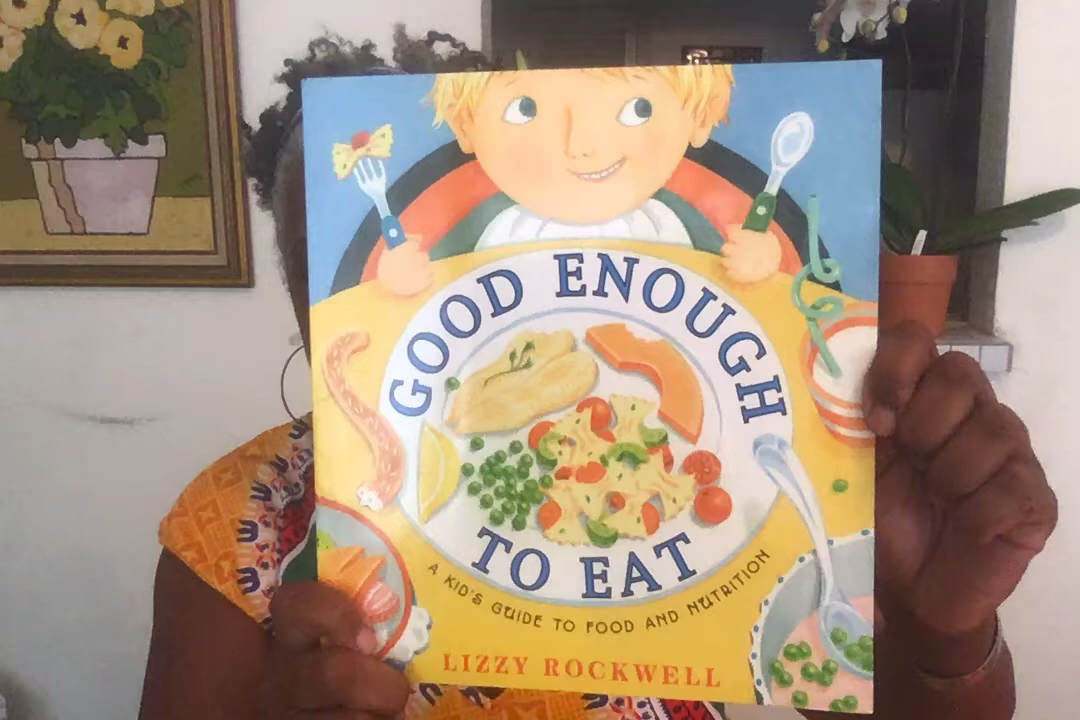 GOOD ENOUGH
TO EAT
A KID'S GUIDE TO FOOD AND NUTRITION
LIZZY ROCKWELL